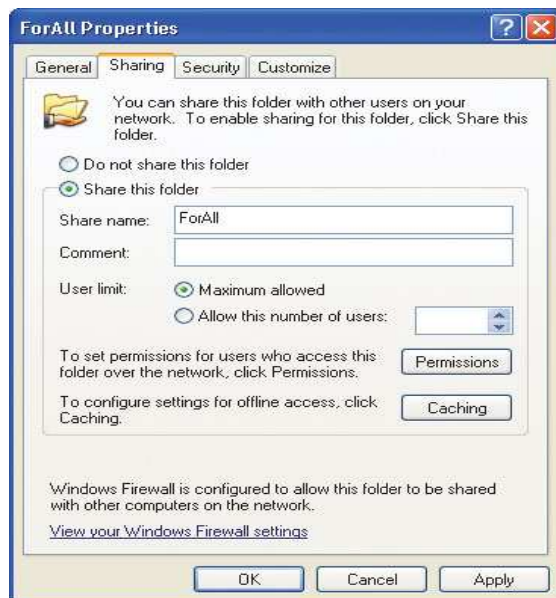 ForAll Properties
General Sharing Security Customize
You can share this folder with other users on your
network. To enable sharing for this folder, click Share this
folder.
Do not share this folder
Share this folder
Share name: ForAll
Comment:
User limit: Maximum allowed
Allow this number of users:
To set permissions for users who access this
folder over the network, click Permissions.
Permissions
To configure settings for offline access, click
Caching.
Caching
Windows Firewall is configured to allow this folder to be shared
with other computers on the network.
View your Windows Firewall settings
OK Cancel Apply